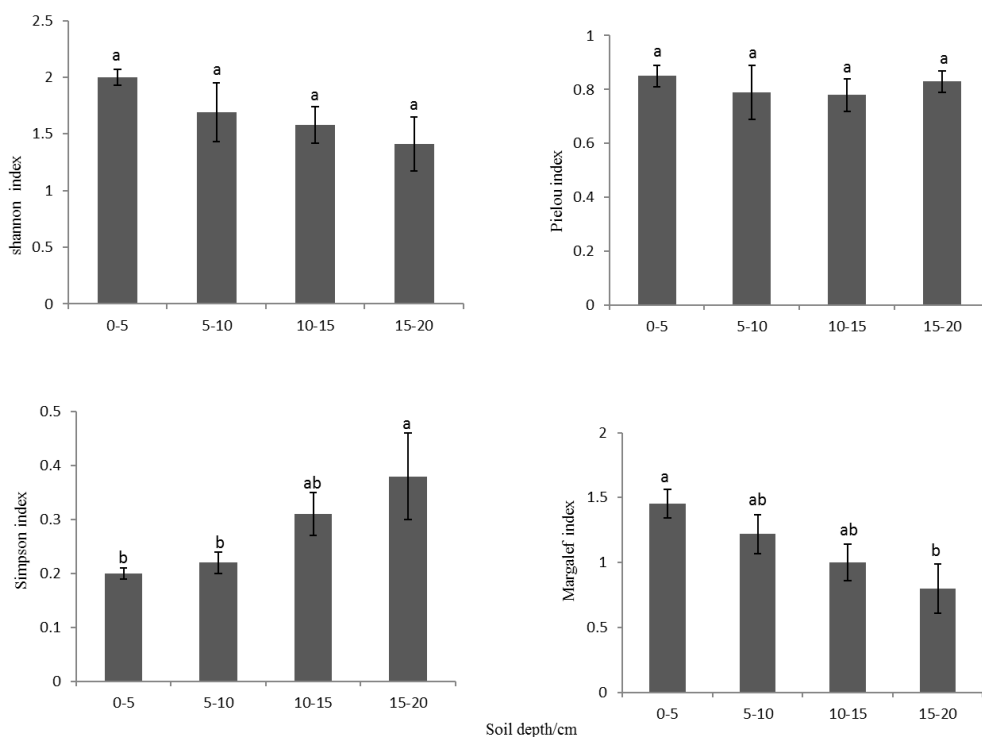 2.5
2
1.5
1
0.5
0
shannon index
a
a
a
a
0-5 5-10 10-15 15-20
1
0.8
0.6
0.4
0.2
0
Pielou index
a
a
a
a
0-5 5-10 10-15 15-20
0.5
0.4
0.3
0.2
0.1
0
Simpson index
b
b
ab
a
0-5 5-10 10-15 15-20
2
1.5
1
0.5
0
Margalef index
a
ab
ab
b
0-5 5-10 10-15 15-20
Soil depth/cm